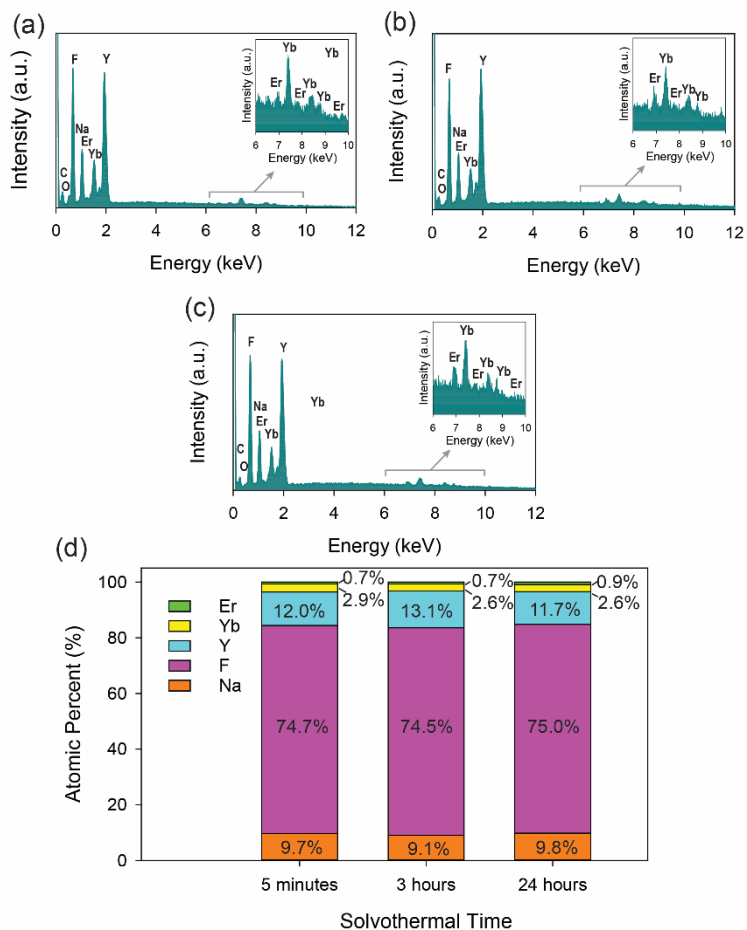 (a)
Intensity (a.u.)
F
Y
Na
Er
Yb
C
O
0 2 4 6 8 10 12
Energy (keV)
Intensity (a.u.)
Yb
Yb
Er
Yb
Er
Yb
Er
6 7 8 9 10
Energy (keV)
(b)
Intensity (a.u.)
F
Y
Na
Er
Yb
C
O
0 2 4 6 8 10 12
Energy (keV)
Intensity (a.u.)
Yb
Er
Yb
Er
Yb
6 7 8 9 10
Energy (keV)
(c)
Intensity (a.u.)
F
Y
Na
Er
Yb
Yb
C
O
0 2 4 6 8 10 12
Energy (keV)
Intensity (a.u.)
Yb
Er
Yb
Er
Yb
Er
6 7 8 9 10
Energy (keV)
(d)
Atomic Percent (%)
100
80
60
40
20
0
Er
Yb
Y
F
Na
0.7%
2.9%
12.0%
74.7%
9.7%
0.7%
2.6%
13.1%
74.5%
9.1%
0.9%
2.6%
11.7%
75.0%
9.8%
5 minutes 3 hours 24 hours
Solvothermal Time